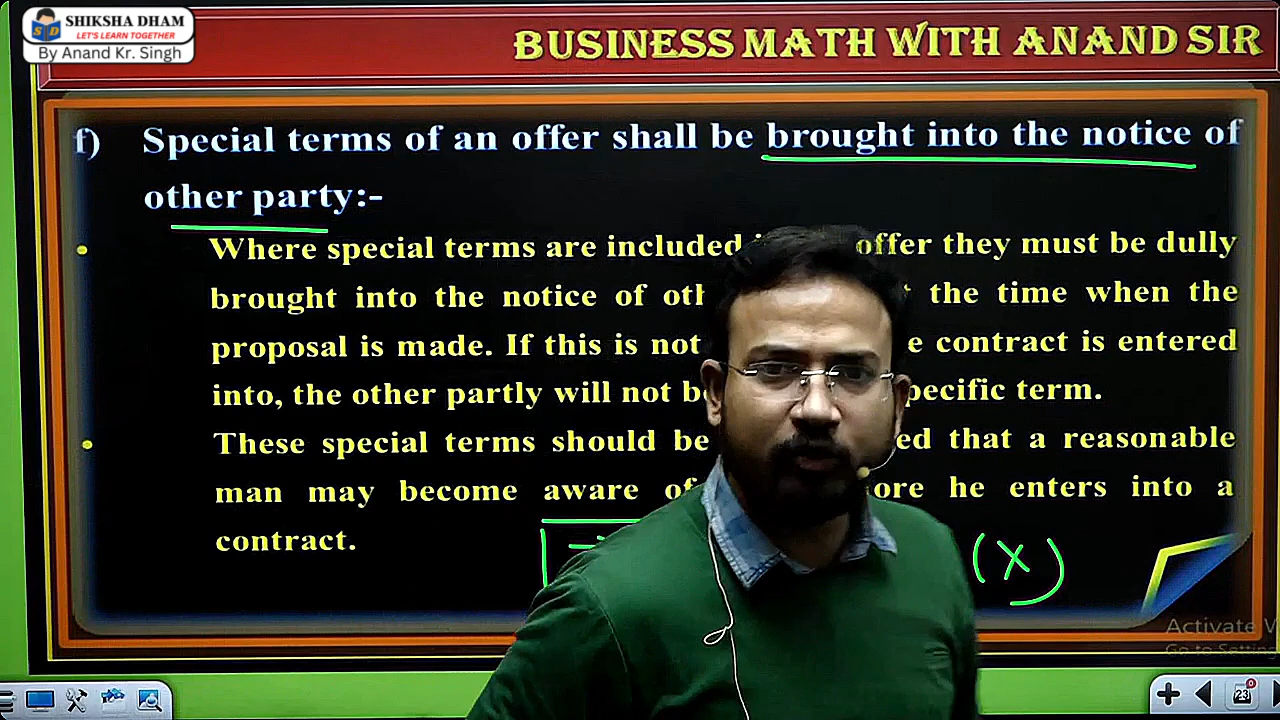 SHIKSHA DHAM
LET'S LEARN TOGETHER
By Anand Kr. Singh
BUSINESS MATH WITH ANAND SIR
f) Special terms of an offer shall be brought into the notice of
other party:-
• Where special terms are included offer they must be dully
brought into the notice of the time when the
proposal is made. If this is not contract is entered
into, the other partly will not term.
• These special terms should be that a reasonable
man may become aware of he enters into a
contract.
(X)
Activate
Go to
23